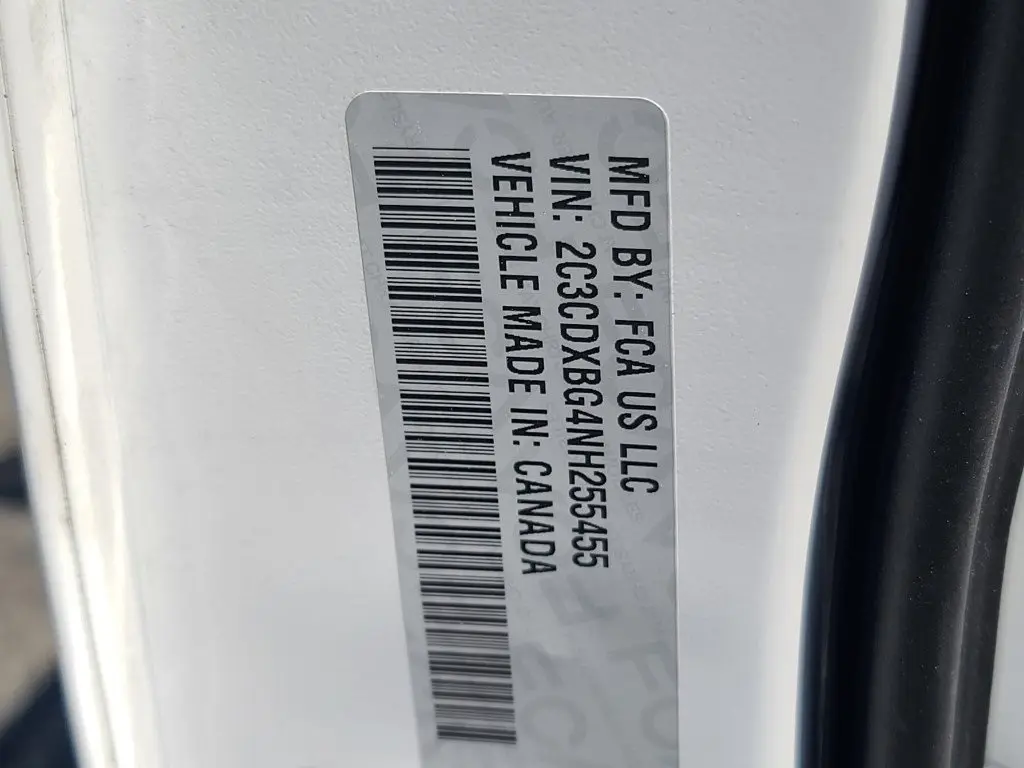 MFD BY: FCA US LLC
VIN: 2C3CDXBG4NH255455
VEHICLE MADE IN: CANADA